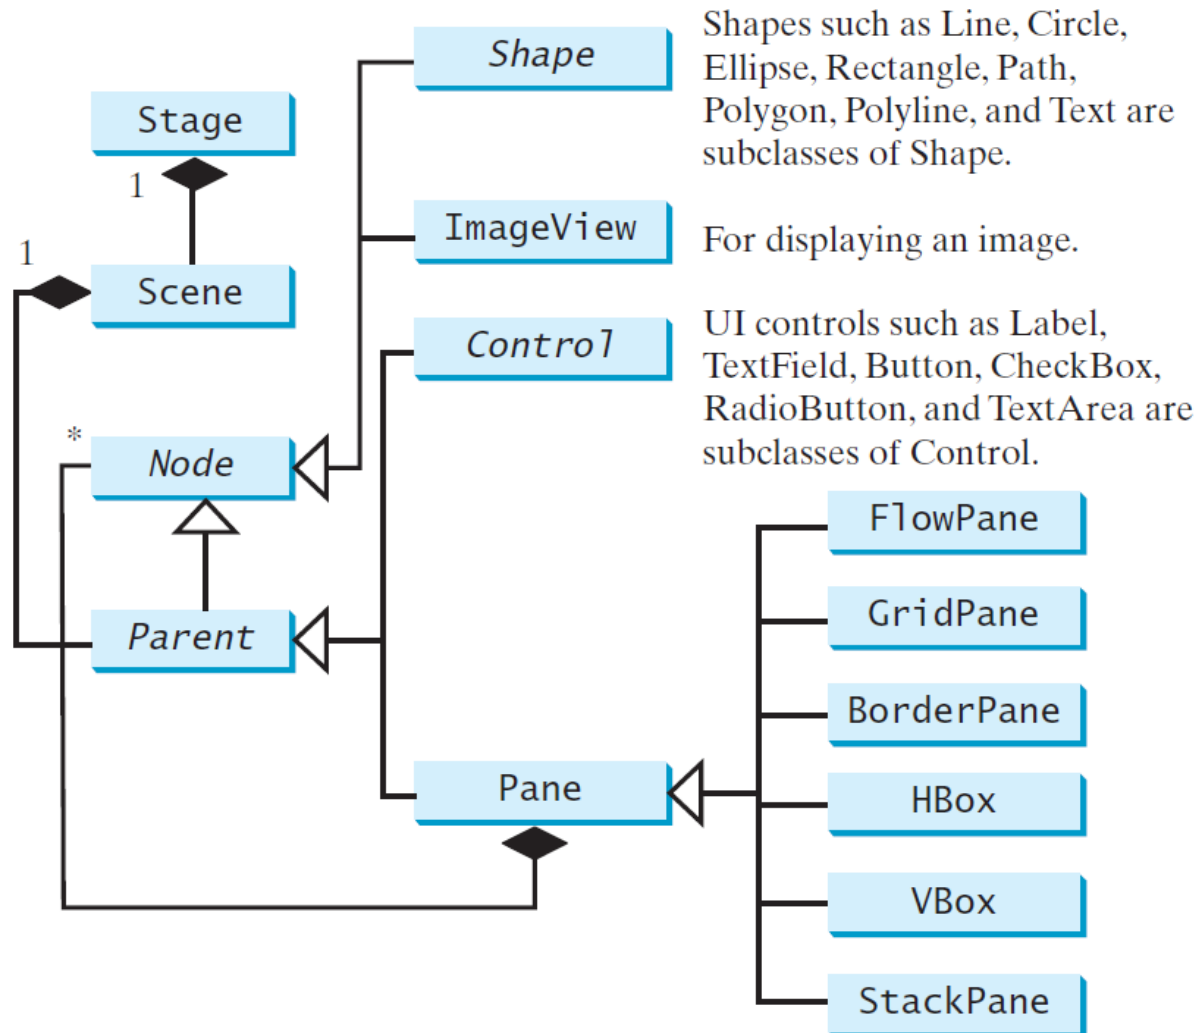 Shape
Shapes such as Line, Circle,
Ellipse, Rectangle, Path,
Polygon, Polyline, and Text are
subclasses of Shape.
Stage
1
ImageView
For displaying an image.
1
Scene
Control
UI controls such as Label,
TextField, Button, CheckBox,
RadioButton, and TextArea are
subclasses of Control.
*
Node
FlowPane
GridPane
Parent
BorderPane
Pane
HBox
VBox
StackPane